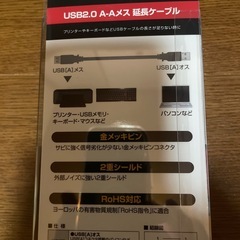 USB2.0 A-Aメス 延長ケーブル
プリンターやキーボードなどUSBケーブルの長さが足りない時に
USB(A)メス
USB(A)オス
プリンター・USBメモリ・
キーボード・マウスなど
パソコンなど
金メッキピン
サビに強く信号劣化が少ない金メッキピンコネクタ
2重シールド
外部ノイズに強い2重シールド
RoHS対応
ヨーロッパの有害物質規制「RoHS指令」に適合
■仕様